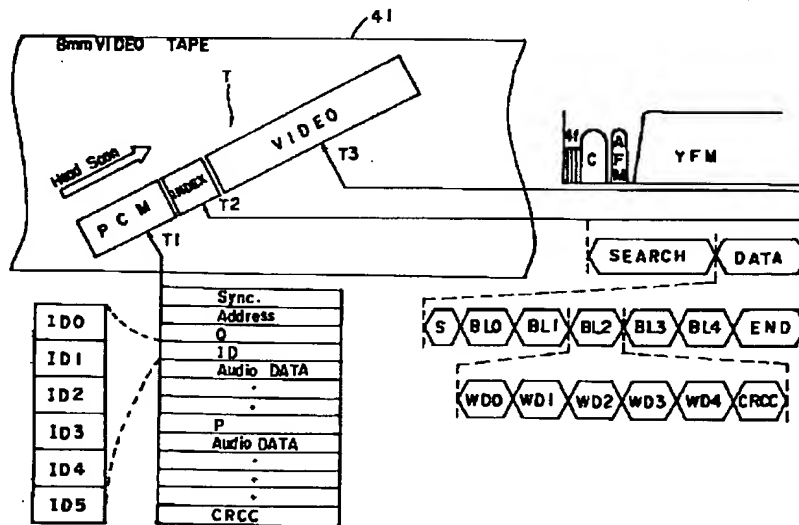 41
8mm VIDEO TAPE
T
VIDEO
Head Scan
INDEX
PCM
T3
T2
T1
4f
C
AFM
YFM
SEARCH DATA
S BL0 BL1 BL2 BL3 BL4 END
WD0 WD1 WD2 WD3 WD4 CRCC
ID0
ID1
ID2
ID3
ID4
ID5
Sync.
Address
Q
ID
Audio DATA
P
Audio DATA
CRCC